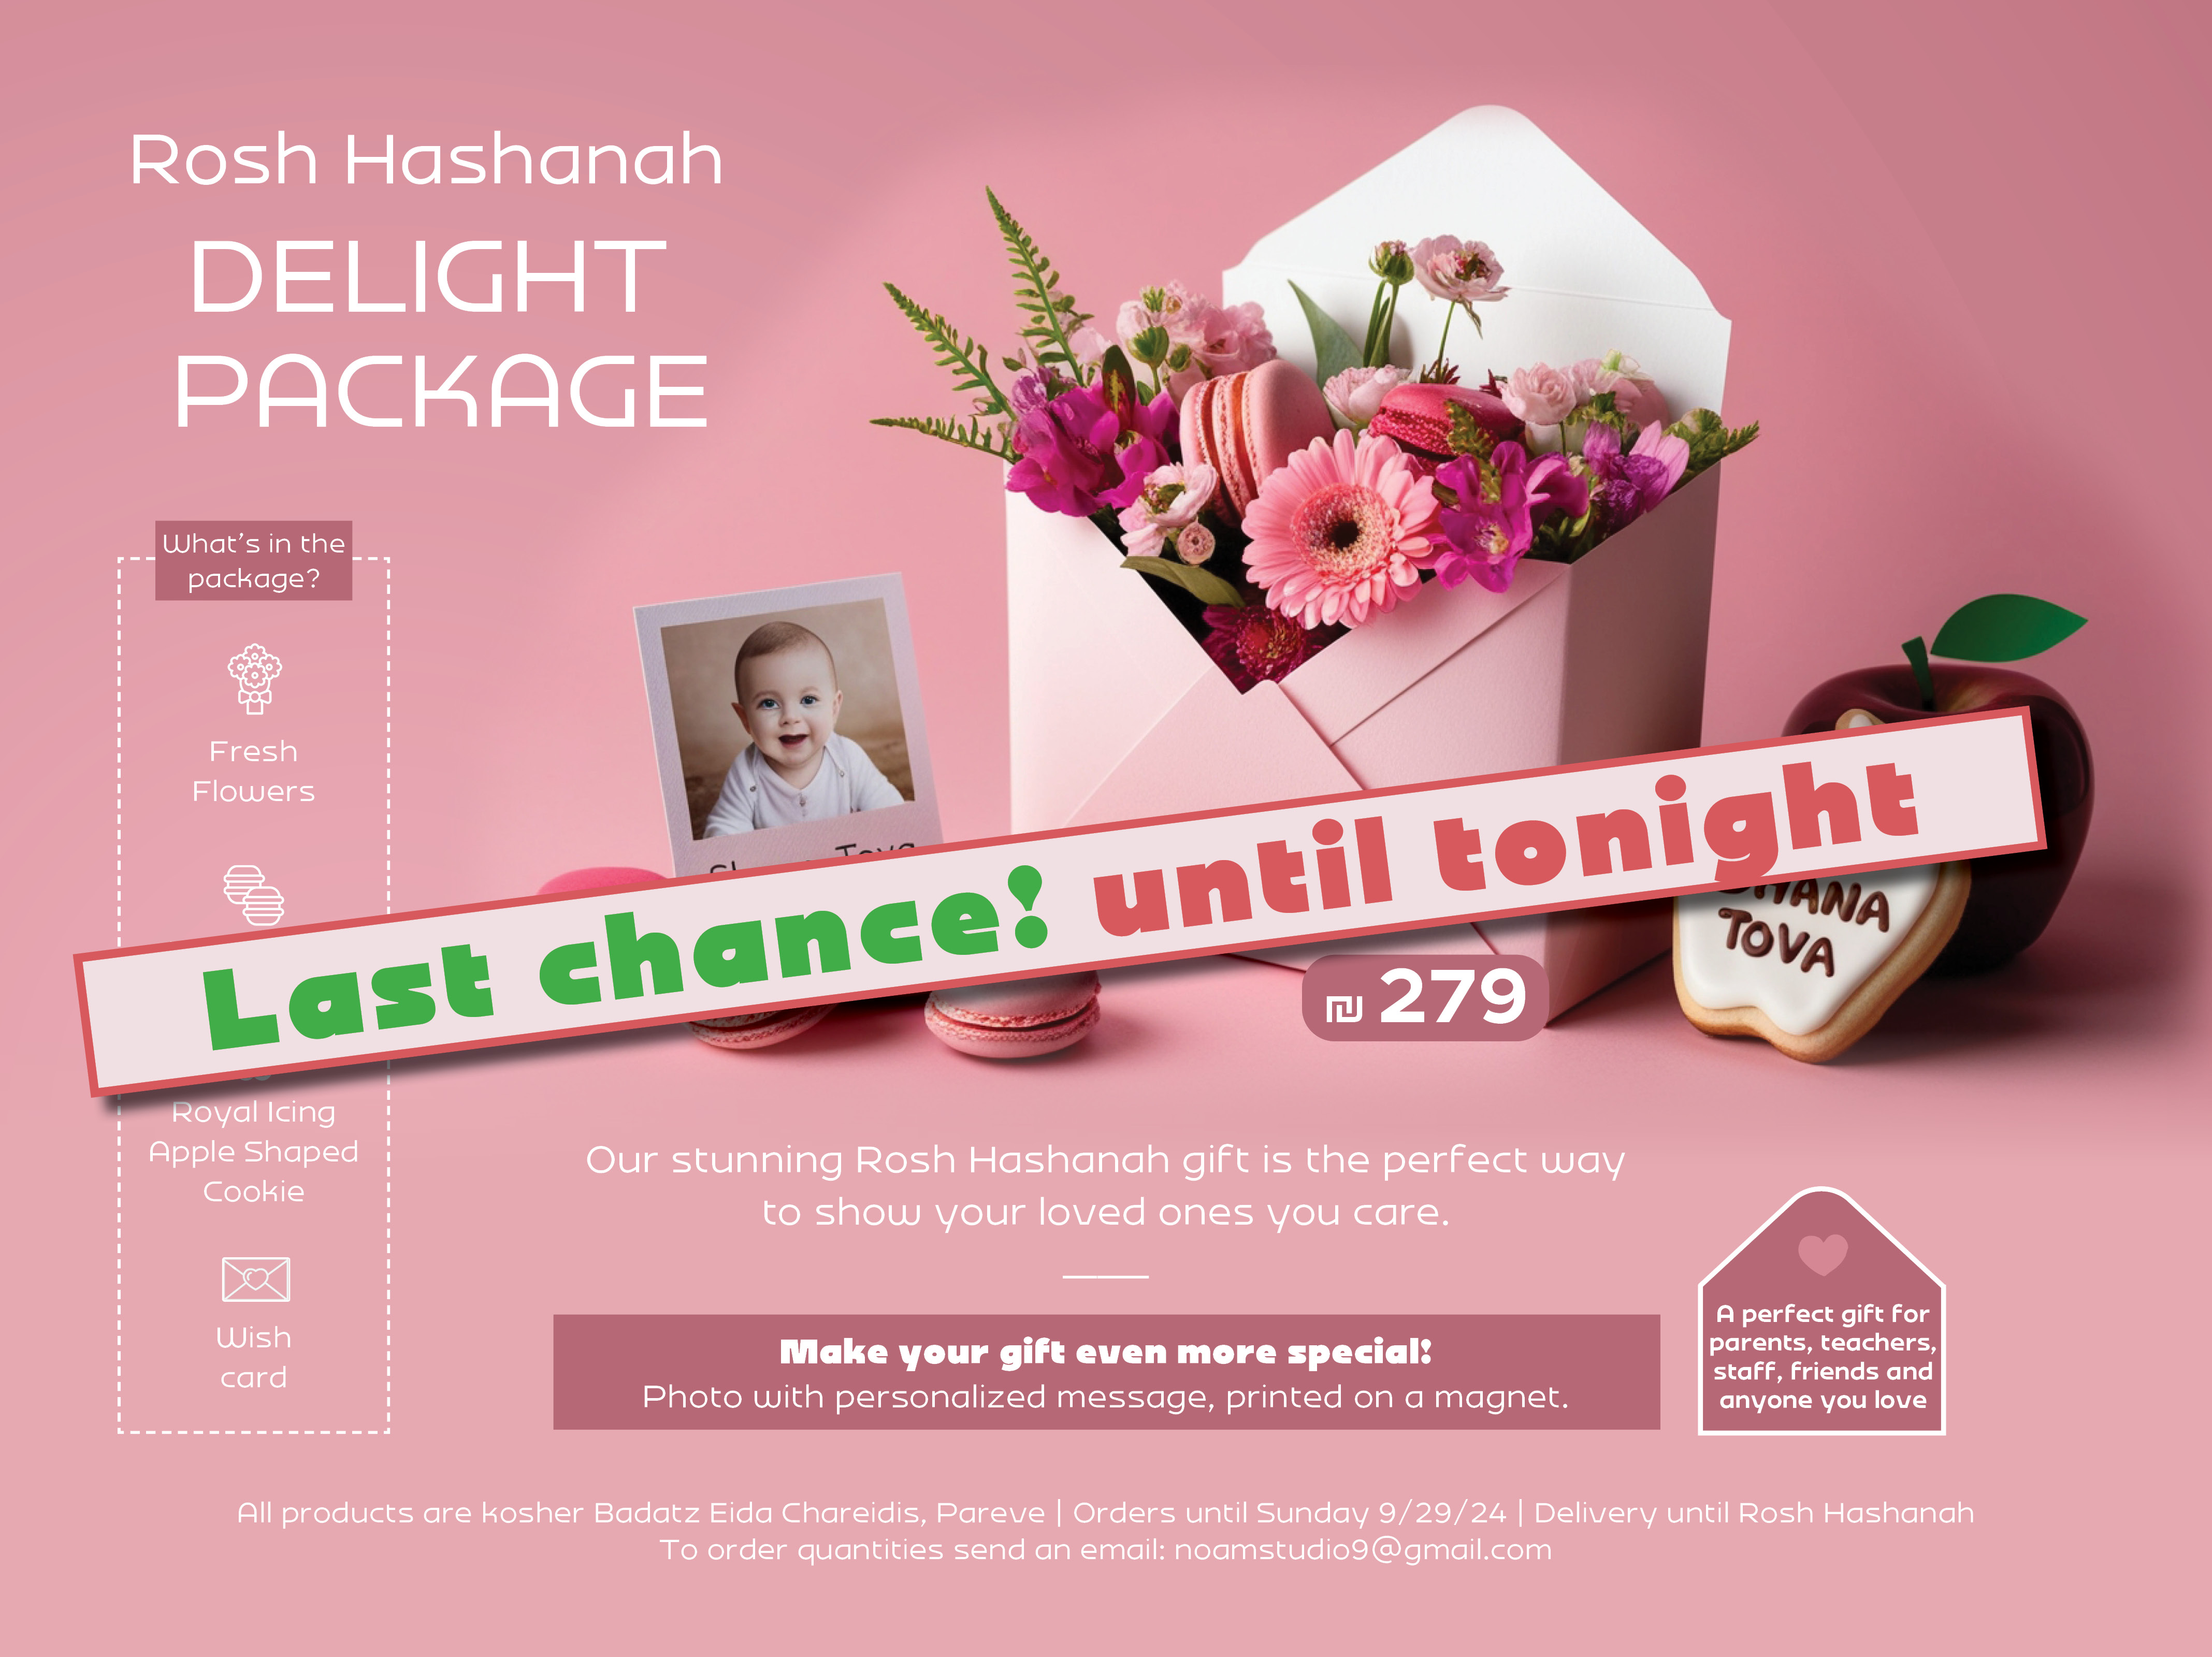 Rosh Hashanah
DELIGHT
PACKAGE
What's in the
package?
Fresh
Flowers
Royal Icing
Apple Shaped
Cookie
Wish
card
Tova
Last chance! until tonight
TOVA
₪ 279
Our stunning Rosh Hashanah gift is the perfect way
to show your loved ones you care.
Make your gift even more special!
Photo with personalized message, printed on a magnet.
A perfect gift for
parents, teachers,
staff, friends and
anyone you love
All products are kosher Badatz Eida Chareidis, Pareve | Orders until Sunday 9/29/24 | Delivery until Rosh Hashanah
To order quantities send an email: noamstudio9@gmail.com